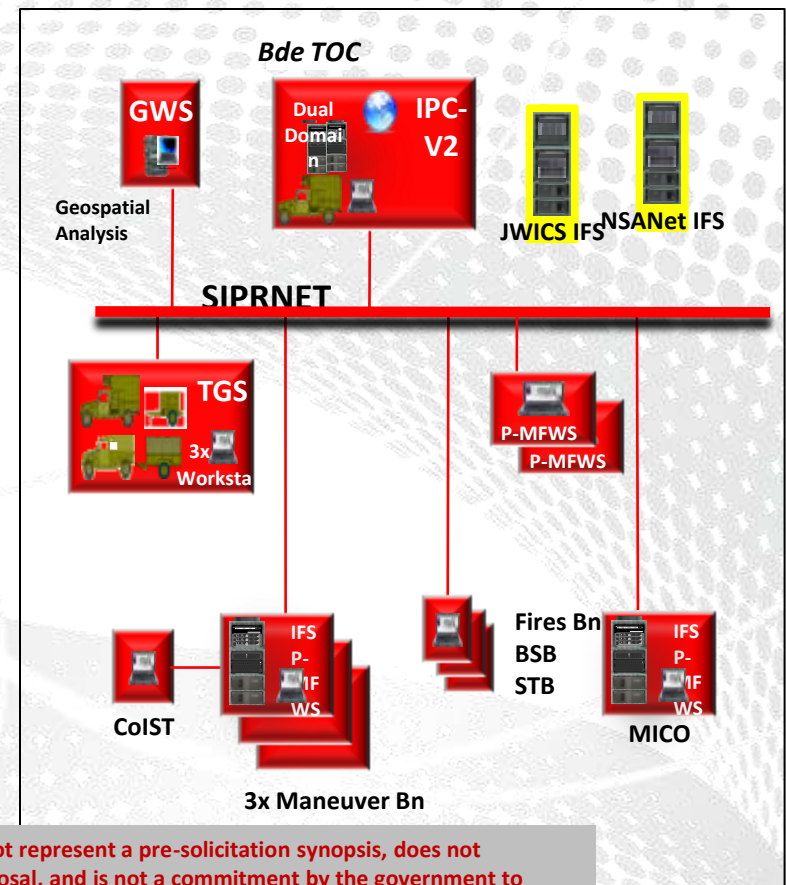 Bde TOC
GWS
Dual
Domai
n
IPC-
V2
Geospatial
Analysis
JWICS IFS
NSANet IFS
SIPRNET
TGS
3x
Worksta
P-MFWS
P-MFWS
CoIST
IFS
P-
MF
WS
Fires Bn
BSB
STB
IFS
P-
MF
WS
MICO
3x Maneuver Bn
ot represent a pre-solicitation synopsis, does not
osal, and is not a commitment by the government to